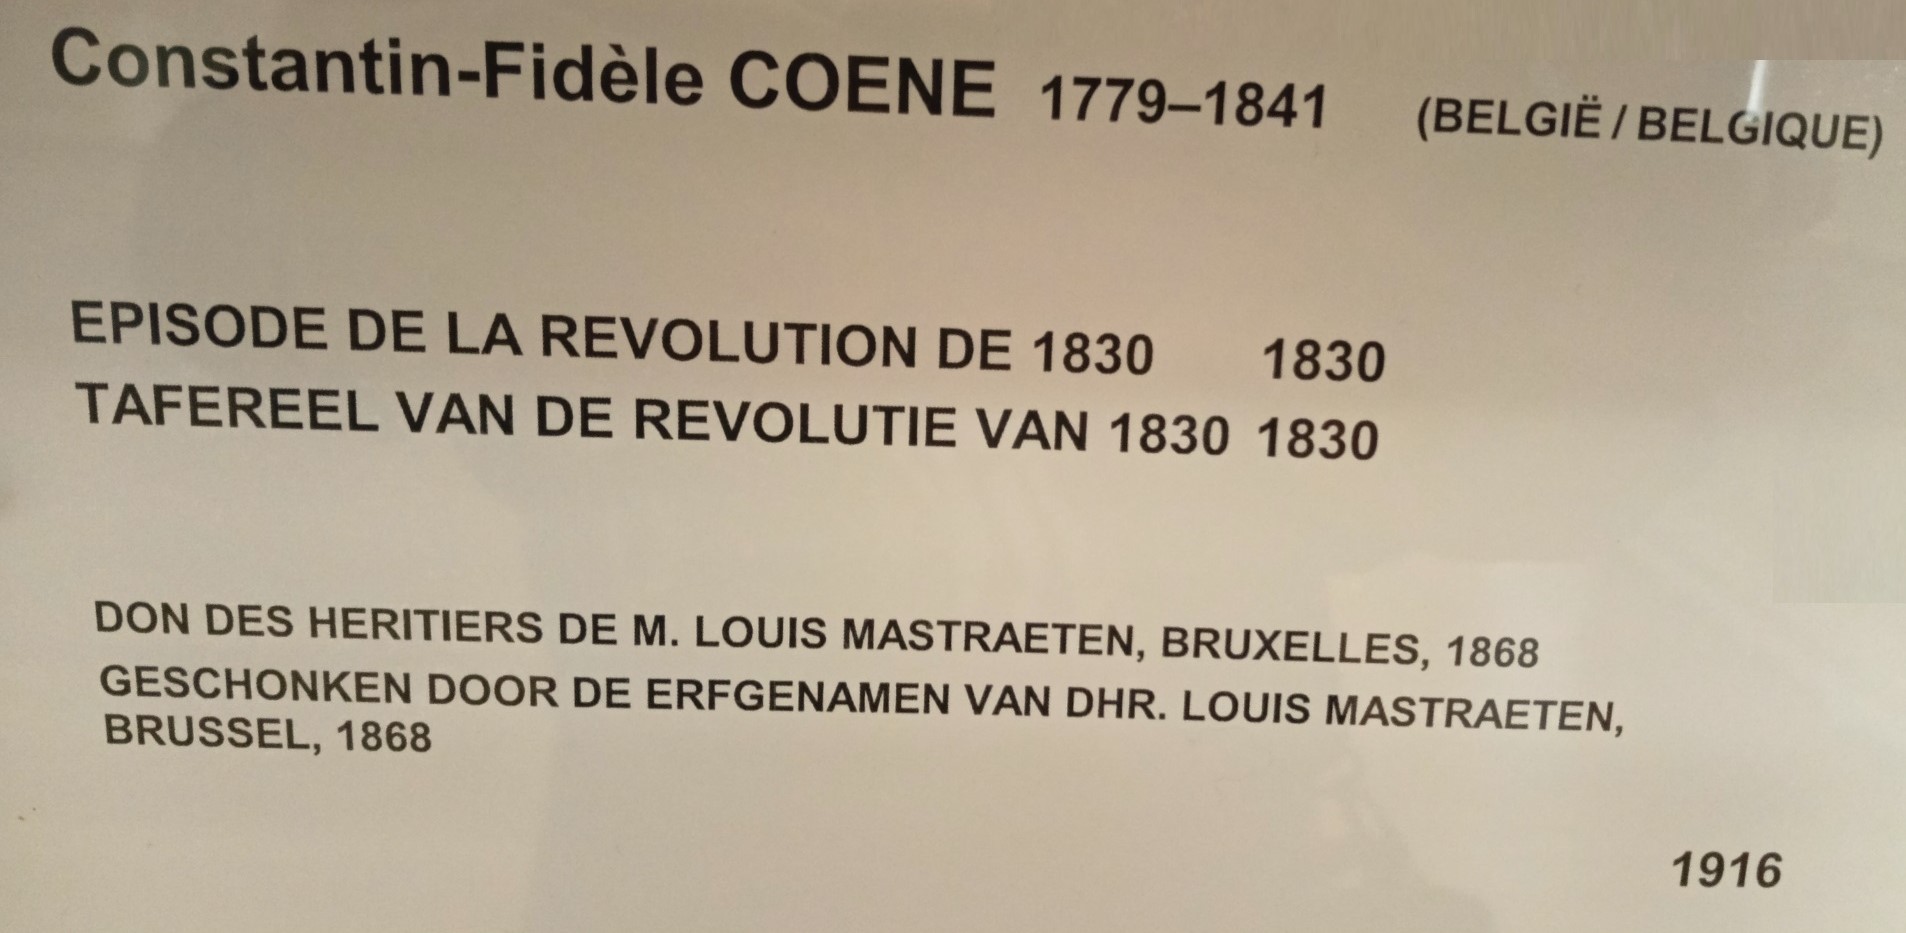 Constantin-Fidèle COENE 1779–1841 (BELGIË / BELGIQUE)
EPISODE DE LA REVOLUTION DE 1830 1830
TAFEREEL VAN DE REVOLUTIE VAN 1830 1830
DON DES HERITIERS DE M. LOUIS MASTRAETEN, BRUXELLES, 1868
GESCHONKEN DOOR DE ERFGENAMEN VAN DHR. LOUIS MASTRAETEN,
BRUSSEL, 1868
1916